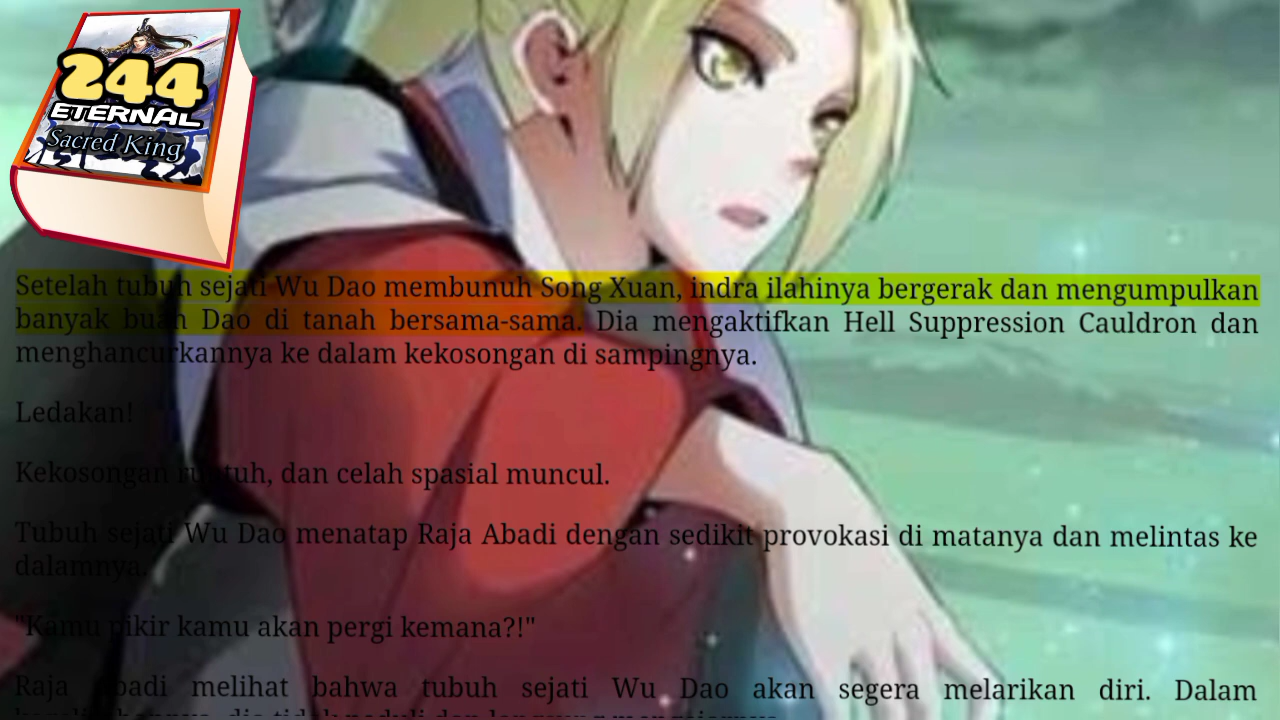 244
ETERNAL
Sacred King
Setelah tubuh sejati Wu Dao membunuh Song Xuan, indra ilahinya bergerak dan mengumpulkan
banyak buah Dao di tanah bersama-sama. Dia mengaktifkan Hell Suppression Cauldron dan
menghancurkannya ke dalam kekosongan di sampingnya.
Ledakan!
Kekosongan runtuh, dan celah spasial muncul.
Tubuh sejati Wu Dao menatap Raja Abadi dengan sedikit provokasi di matanya dan melintas ke
dalamnya.
"Kamu pikir kamu akan pergi kemana?!"
Raja Abadi melihat bahwa tubuh sejati Wu Dao akan segera melarikan diri. Dalam